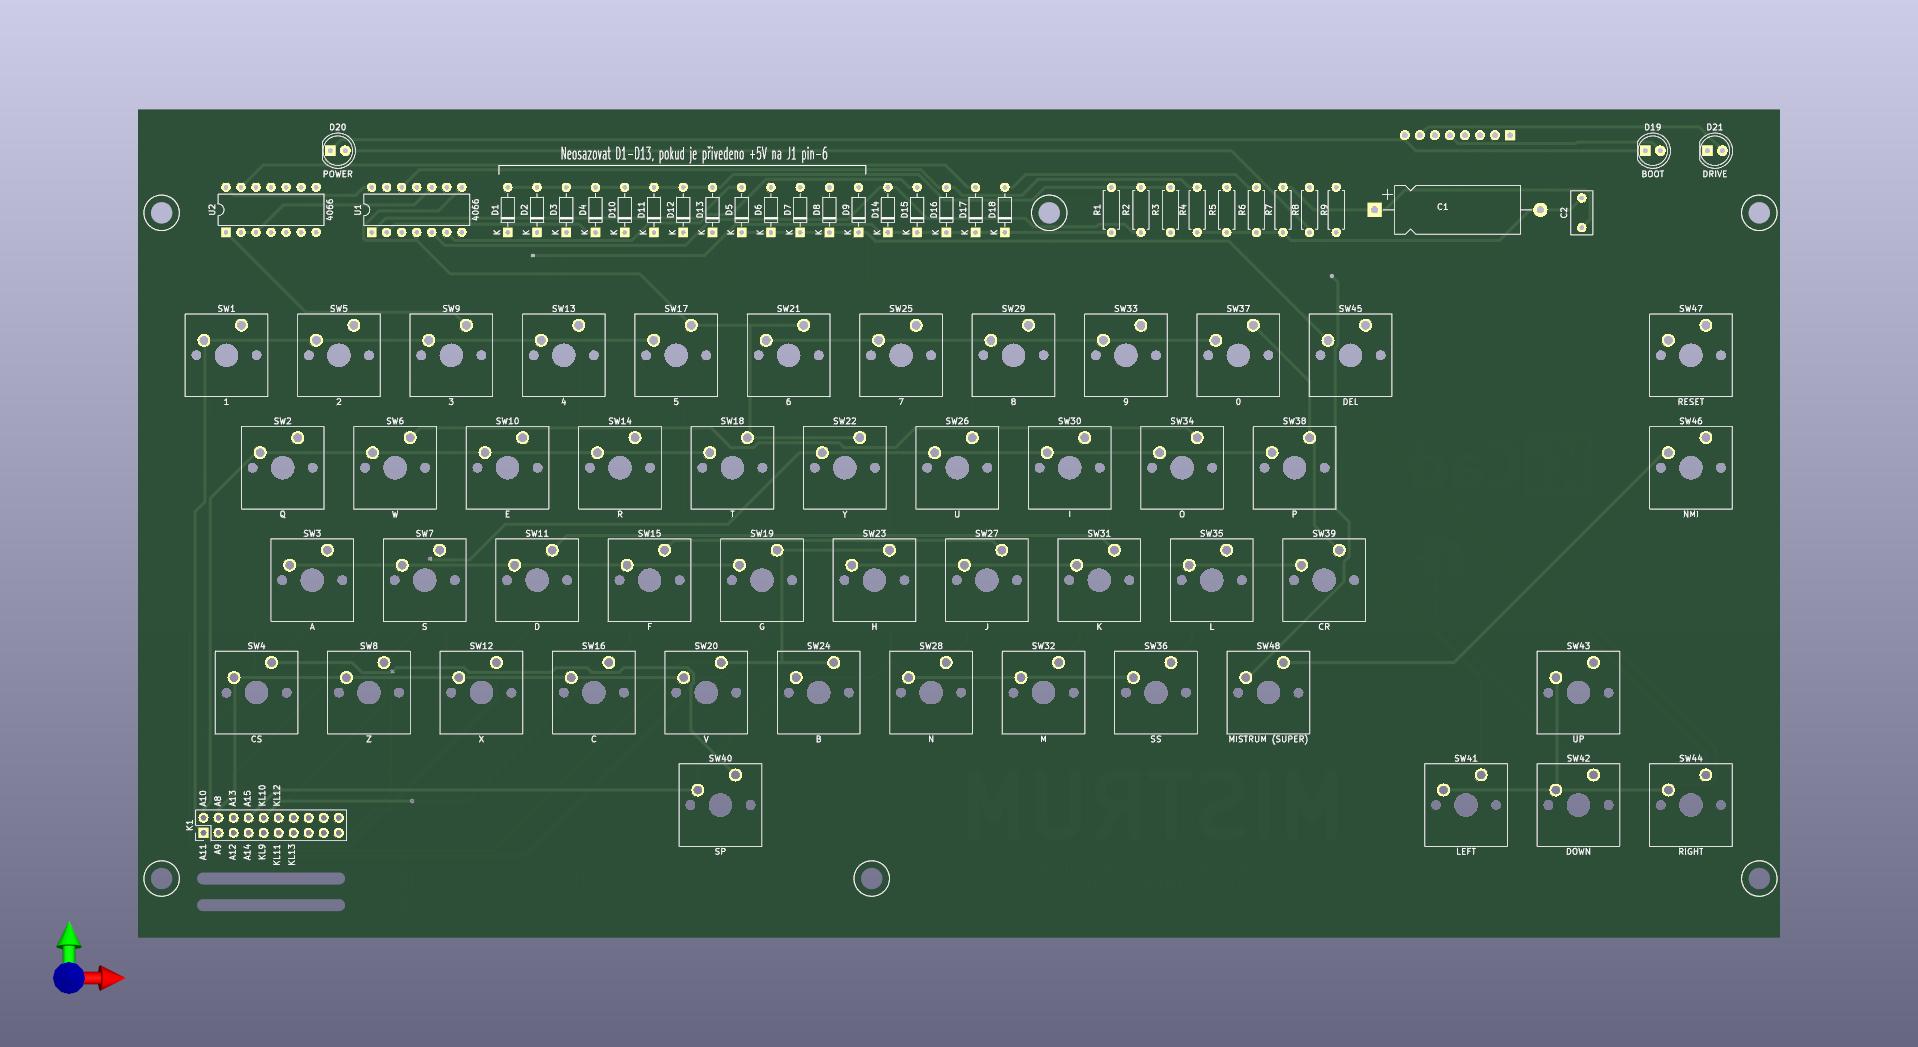 D20
D19
D21
Neosazovat D1-D13, pokud je přivedeno +5V na J1 pin-6
POWER
BOOT
DRIVE
U2
4066
U1
4066
D1 D2 D3 D4 D10 D11 D12 D13 D5 D6 D7 D8 D9 D14 D15 D16 D17 D18
R1 R2 R3 R4 R5 R6 R7 R8 R9
+
C1
C2
K K K K K K K K K K K K K K K K K K
SW1 SW5 SW9 SW13 SW17 SW21 SW25 SW29 SW33 SW37 SW45 SW47
1 2 3 4 5 6 7 8 9 0 DEL RESET
SW2 SW6 SW10 SW14 SW18 SW22 SW26 SW30 SW34 SW38 SW46
Q W E R T Y U I O P NMI
SW3 SW7 SW11 SW15 SW19 SW23 SW27 SW31 SW35 SW39
A S D F G H J K L CR
SW4 SW8 SW12 SW16 SW20 SW24 SW28 SW32 SW36 SW48 SW43
CS Z X C V B N M SS MISTRUM (SUPER) UP
SW40 SW41 SW42 SW44
A10 A8 A13 A15 KL10 KL12
K1
A11 A9 A12 A14 KL9 KL11 KL13
SP LEFT DOWN RIGHT
MISTRUN